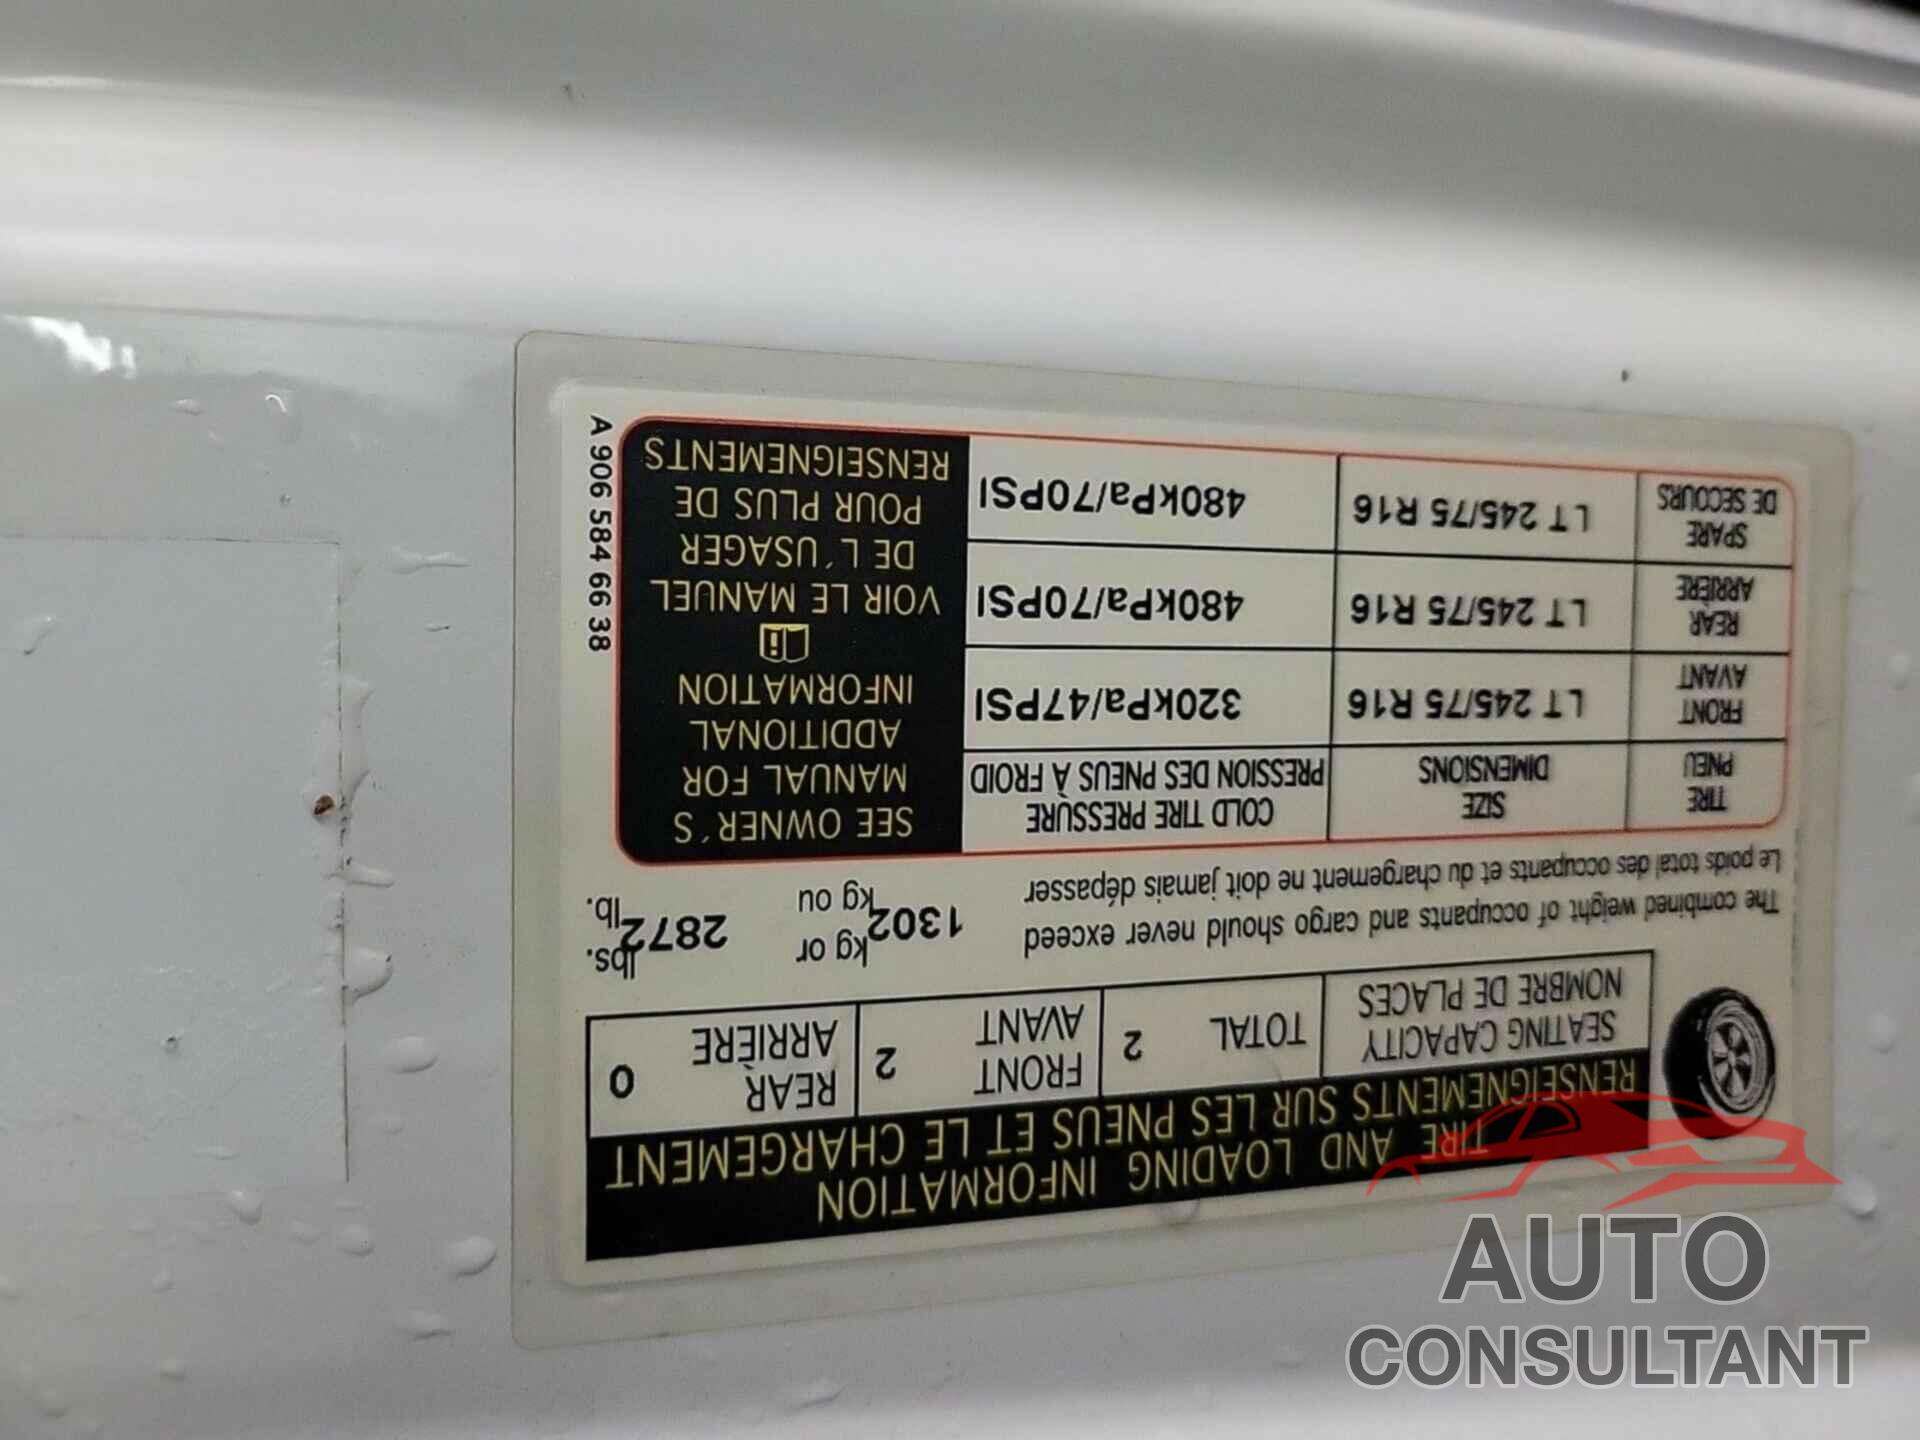 TIRE AND LOADING INFORMATION
RENSEIGNEMENTS SUR LES PNEUS ET LE CHARGEMENT
SEATING CAPACITY
NOMBRE DE PLACES
TOTAL 2
FRONT
AVANT
2
REAR
ARRIÈRE
0
The combined weight of occupants and cargo should never exceed
Le poids total des occupants et du chargement ne doit jamais dépasser
1302
kg or
kg ou
2872
lbs.
lb.
TIRE
PNEU
SIZE
DIMENSIONS
COLD TIRE PRESSURE
PRESSION DES PNEUS À FROID
FRONT
AVANT
LT 245/75 R16
320kPa/47PSI
REAR
ARRIÈRE
LT 245/75 R16
480kPa/70PSI
SPARE
DE SECOURS
LT 245/75 R16
480kPa/70PSI
SEE OWNER'S
MANUAL FOR
ADDITIONAL
INFORMATION
VOIR LE MANUEL
DE L'USAGER
POUR PLUS DE
RENSEIGNEMENTS
A 906 584 66 38
AUTO
CONSULTANT